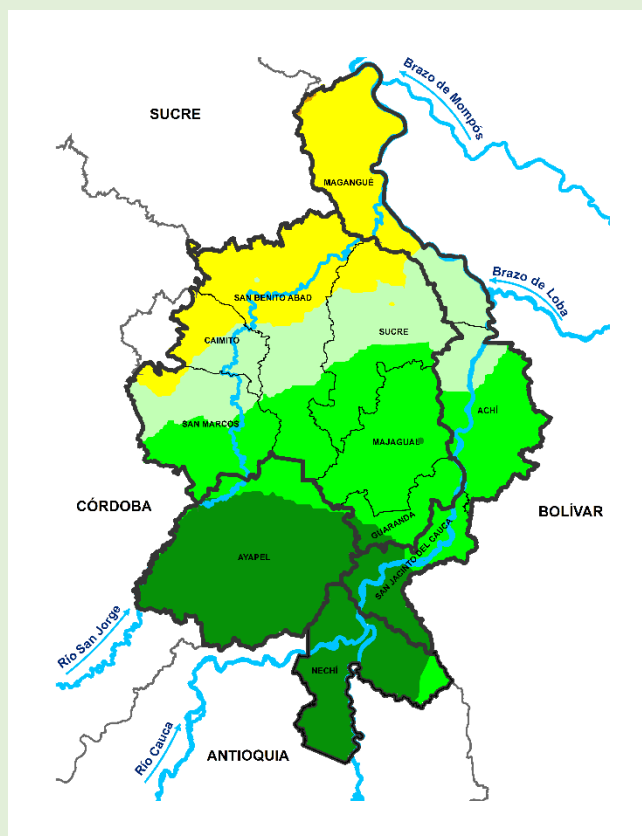 Brazo de Mompós
SUCRE
MAGANGUÉ
Brazo de Loba
SAN BENITO ABAD
SUCRE
CAIMITO
ACHÍ
SAN MARCOS
MAJAGUAL
CÓRDOBA
BOLÍVAR
GUARANDA
AYAPEL
SAN JACINTO DEL CAUCA
Río San Jorge
NECHÍ
Río Cauca
ANTIOQUIA